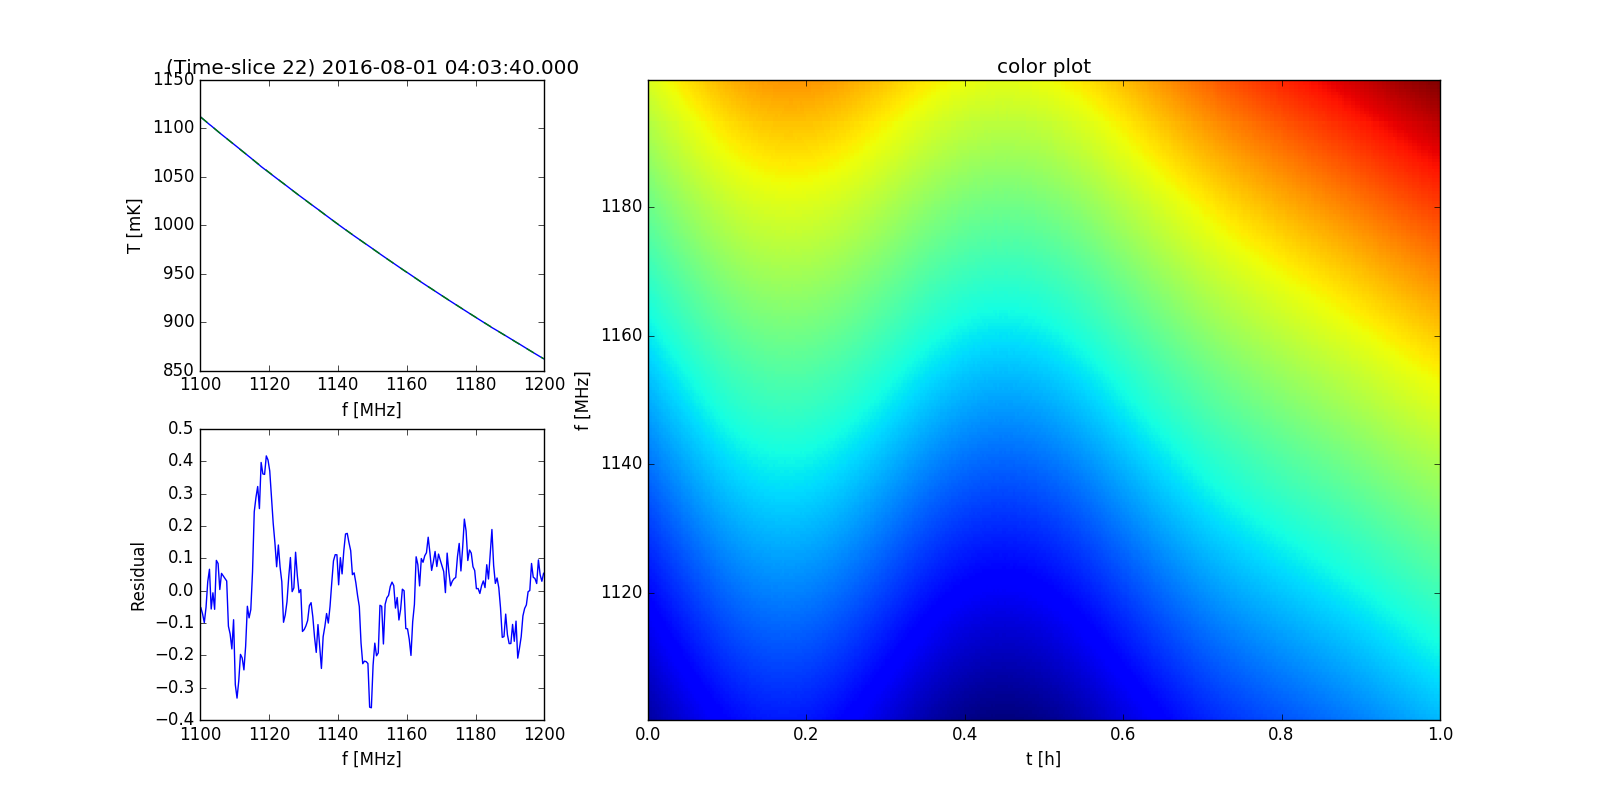 (Time-slice 22) 2016-08-01 04:03:40.000
1150
1100
1050
1000
950
900
850
T [mK]
1100 1120 1140 1160 1180 1200
f [MHz]
0.5
0.4
0.3
0.2
0.1
0.0
−0.1
−0.2
−0.3
−0.4
Residual
1100 1120 1140 1160 1180 1200
f [MHz]
color plot
1180
1160
1140
1120
f [MHz]
0.0 0.2 0.4 0.6 0.8 1.0
t [h]